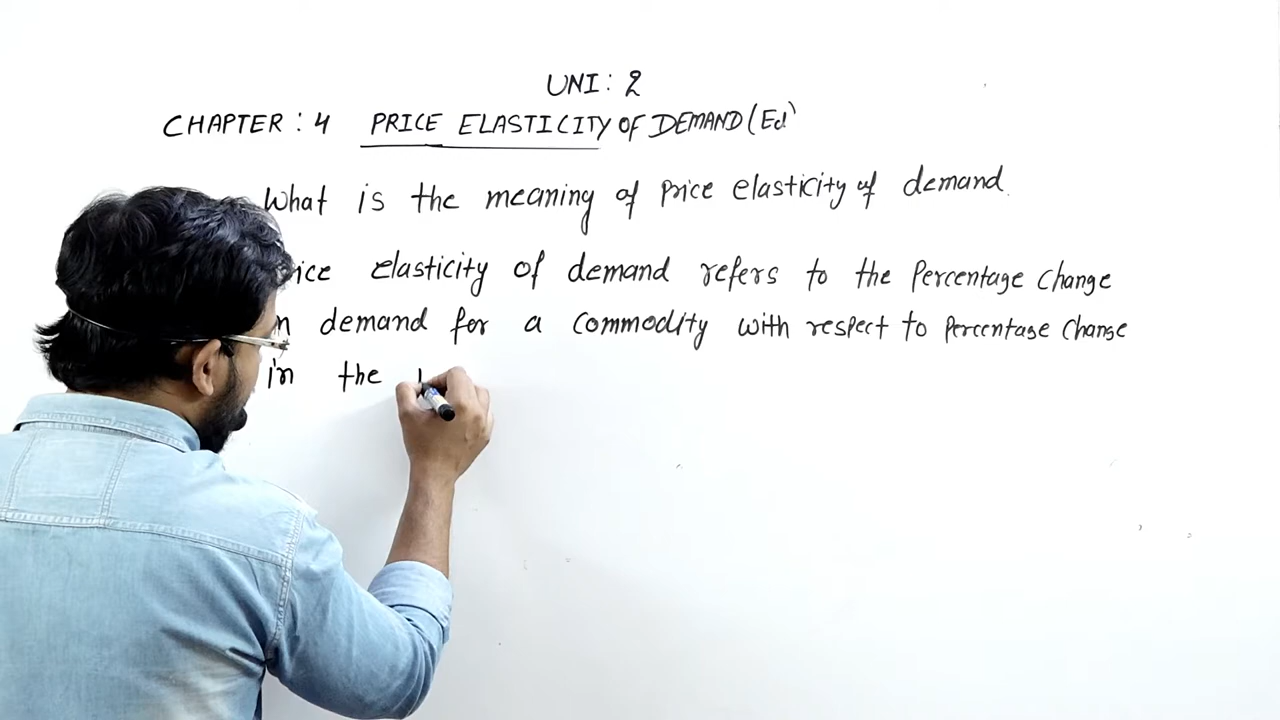 UNI: 2
CHAPTER: 4 PRICE ELASTICITY OF DEMAND (Ed)
What is the meaning of Price elasticity of demand.
elasticity of demand refers to the Percentage Change
demand for a Commodity with respect to Percentage Change
in the